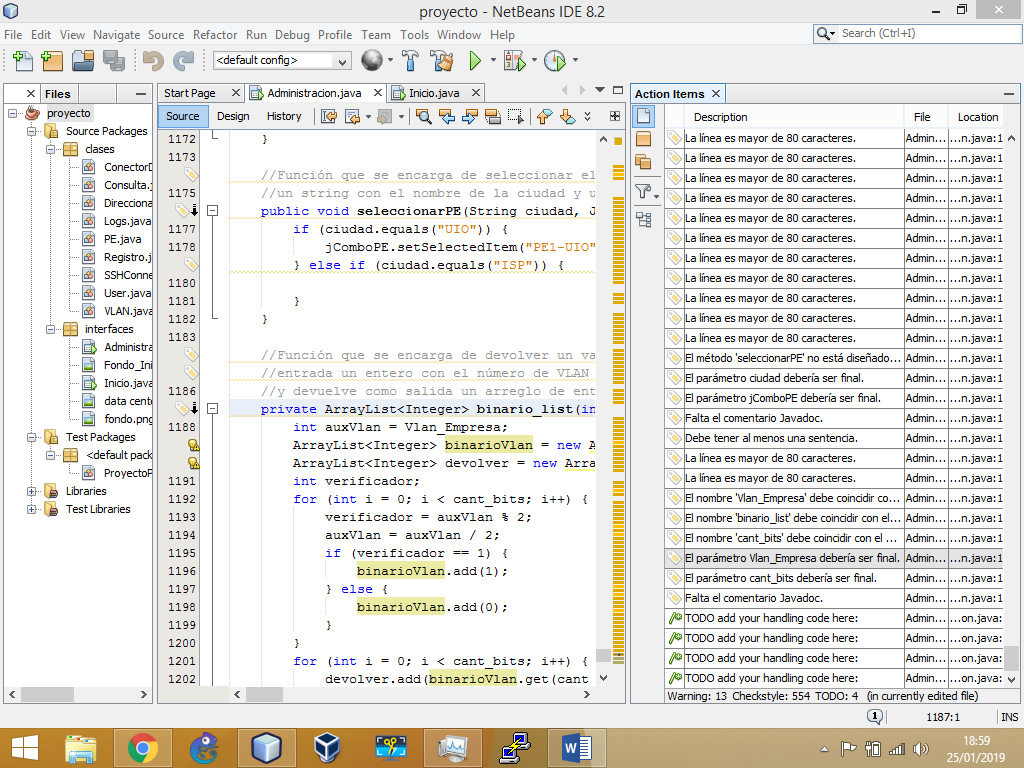 proyecto - NetBeans IDE 8.2
File Edit View Navigate Source Refactor Run Debug Profile Team Tools Window Help
Search (Ctrl+I)
<default config>
Files
proyecto
Source Packages
clases
ConectorD
Consulta.j
Direcciona
Logs.java
PE.java
Registro.j
SSHConne
User.java
VLAN.java
interfaces
Administra
Fondo_Ini
Inicio.java
data cente
fondo.png
Test Packages
<default pack
ProyectoP
Libraries
Test Libraries
Start Page
Administracion.java
Inicio.java
Source Design History
1172 }
1173
//Función que se encarga de seleccionar el
1175 //un string con el nombre de la ciudad y u
public void seleccionarPE(String ciudad, J
1177 if (ciudad.equals("UIO")) {
1178 jComboPE.setSelectedItem("PE1-UIO"
} else if (ciudad.equals("ISP")) {
1180
1181 }
1182 }
1183
//Función que se encarga de devolver un va
//entrada un entero con el número de VLAN
1186 //y devuelve como salida un arreglo de ent
private ArrayList<Integer> binario_list(in
1188 int auxVlan = Vlan_Empresa;
ArrayList<Integer> binarioVlan = new A
ArrayList<Integer> devolver = new Arra
1191 int verificador;
1192 for (int i = 0; i < cant_bits; i++) {
1193 verificador = auxVlan % 2;
1194 auxVlan = auxVlan / 2;
1195 if (verificador == 1) {
1196 binarioVlan.add(1);
1197 } else {
1198 binarioVlan.add(0);
1199 }
1200 }
1201 for (int i = 0; i < cant_bits; i++) {
1202 devolver.add(binarioVlan.get(cant
Action Items
Description File Location
La línea es mayor de 80 caracteres. Admin... ...n.java:1
La línea es mayor de 80 caracteres. Admin... ...n.java:1
La línea es mayor de 80 caracteres. Admin... ...n.java:1
La línea es mayor de 80 caracteres. Admin... ...n.java:1
La línea es mayor de 80 caracteres. Admin... ...n.java:1
La línea es mayor de 80 caracteres. Admin... ...n.java:1
La línea es mayor de 80 caracteres. Admin... ...n.java:1
La línea es mayor de 80 caracteres. Admin... ...n.java:1
La línea es mayor de 80 caracteres. Admin... ...n.java:1
La línea es mayor de 80 caracteres. Admin... ...n.java:1
La línea es mayor de 80 caracteres. Admin... ...n.java:1
El método 'seleccionarPE' no está diseñado... Admin... ...n.java:1
El parámetro ciudad debería ser final. Admin... ...n.java:1
El parámetro jComboPE debería ser final. Admin... ...n.java:1
Falta el comentario Javadoc. Admin... ...n.java:1
Debe tener al menos una sentencia. Admin... ...n.java:1
La línea es mayor de 80 caracteres. Admin... ...n.java:1
La línea es mayor de 80 caracteres. Admin... ...n.java:1
El nombre 'Vlan_Empresa' debe coincidir co... Admin... ...n.java:1
El nombre 'binario_list' debe coincidir con el... Admin... ...n.java:1
El nombre 'cant_bits' debe coincidir con el ... Admin... ...n.java:1
El parámetro Vlan_Empresa debería ser final. Admin... ...n.java:1
El parámetro cant_bits debería ser final. Admin... ...n.java:1
Falta el comentario Javadoc. Admin... ...n.java:1
TODO add your handling code here: Admin... ...on.java:
TODO add your handling code here: Admin... ...on.java:
TODO add your handling code here: Admin... ...on.java:
TODO add your handling code here: Admin... ...on.java:
Warning: 13 Checkstyle: 554 TODO: 4 (in currently edited file)
1 1187:1 INS
18:59
25/01/2019